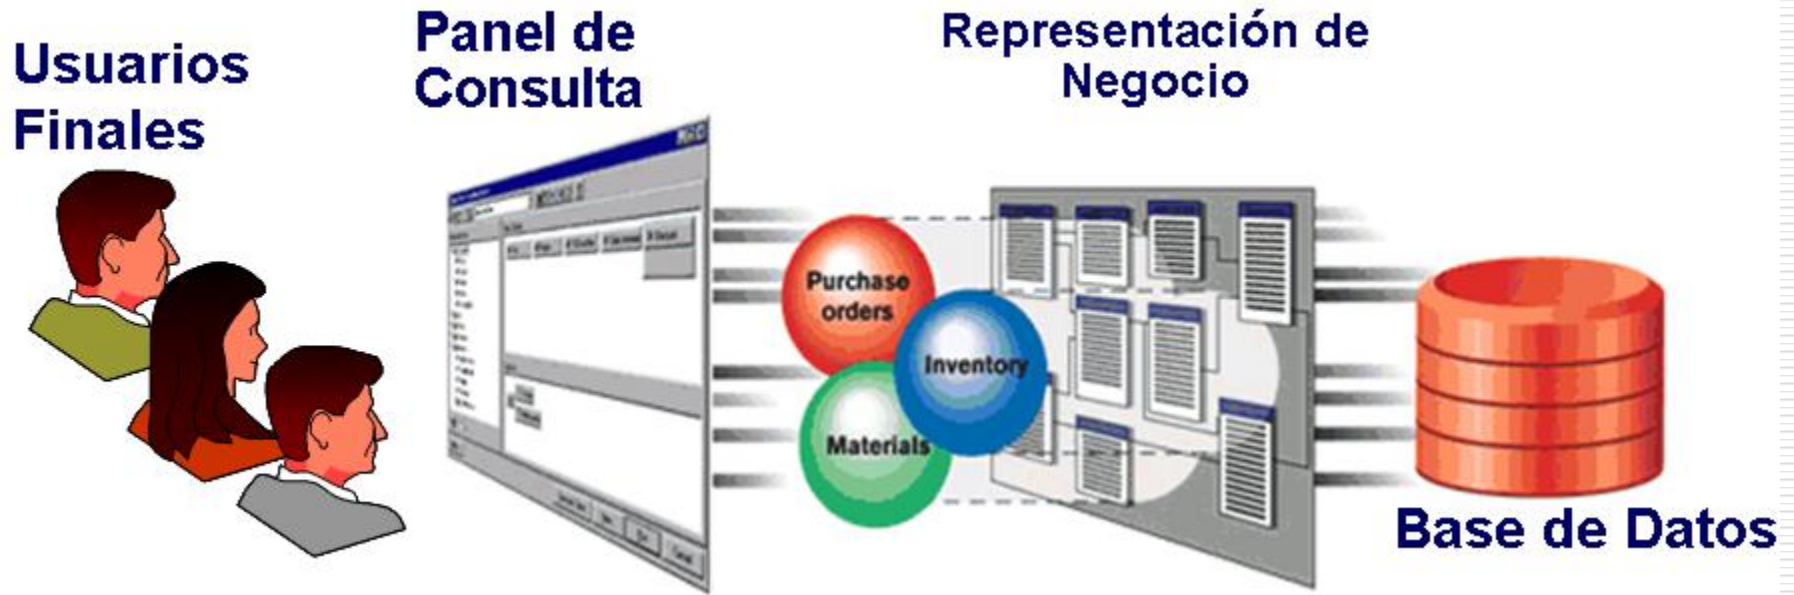 Usuarios
Finales
Panel de
Consulta
Representación de
Negocio
Purchase
orders
Inventory
Materials
Base de Datos